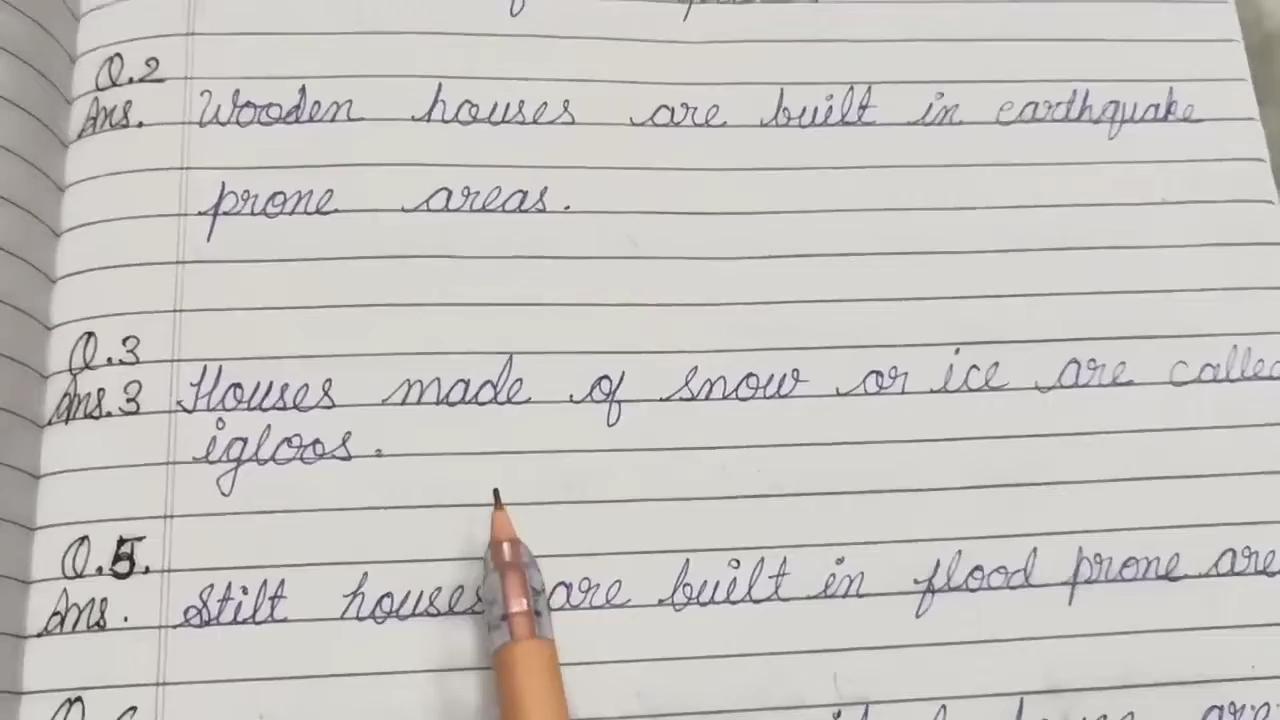 Q.2
Ans. Wooden houses are built in earthquake
prone areas.
Q.3
Ans.3 Houses made of snow or ice are called
igloos.
Q.5.
Ans. Stilt houses are built in flood prone are